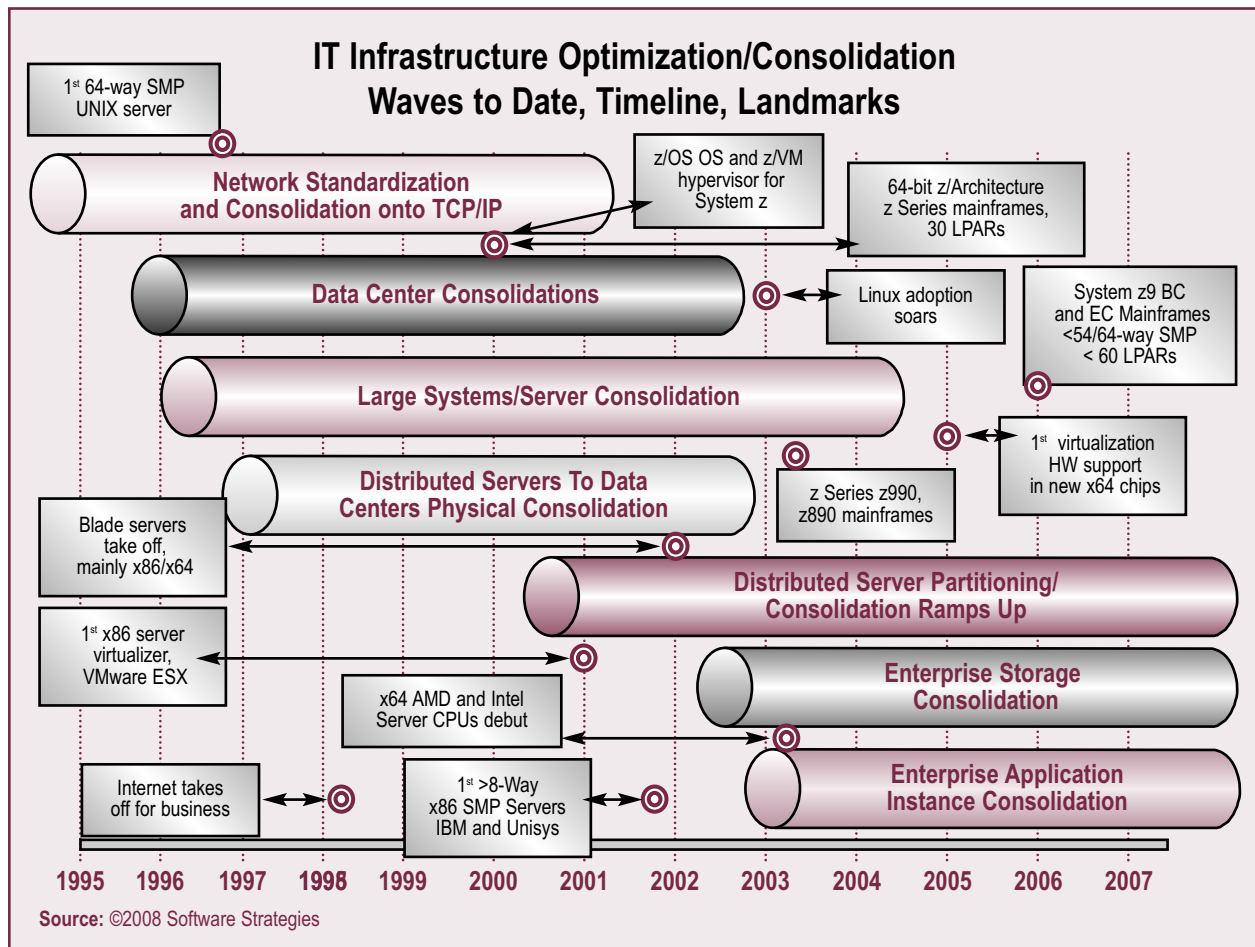 IT Infrastructure Optimization/Consolidation
Waves to Date, Timeline, Landmarks
1st 64-way SMP
UNIX server
z/OS OS and z/VM
hypervisor for
System z
64-bit z/Architecture
z Series mainframes,
30 LPARs
Network Standardization
and Consolidation onto TCP/IP
Data Center Consolidations
Linux adoption
soars
System z9 BC
and EC Mainframes
<54/64-way SMP
< 60 LPARs
Large Systems/Server Consolidation
1st virtualization
HW support
in new x64 chips
Distributed Servers To Data
Centers Physical Consolidation
z Series z990,
z890 mainframes
Blade servers
take off,
mainly x86/x64
Distributed Server Partitioning/
Consolidation Ramps Up
1st x86 server
virtualizer,
VMware ESX
Enterprise Storage
Consolidation
x64 AMD and Intel
Server CPUs debut
Enterprise Application
Instance Consolidation
Internet takes
off for business
1st >8-Way
x86 SMP Servers
IBM and Unisys
1995 1996 1997 1998 1999 2000 2001 2002 2003 2004 2005 2006 2007
Source: ©2008 Software Strategies